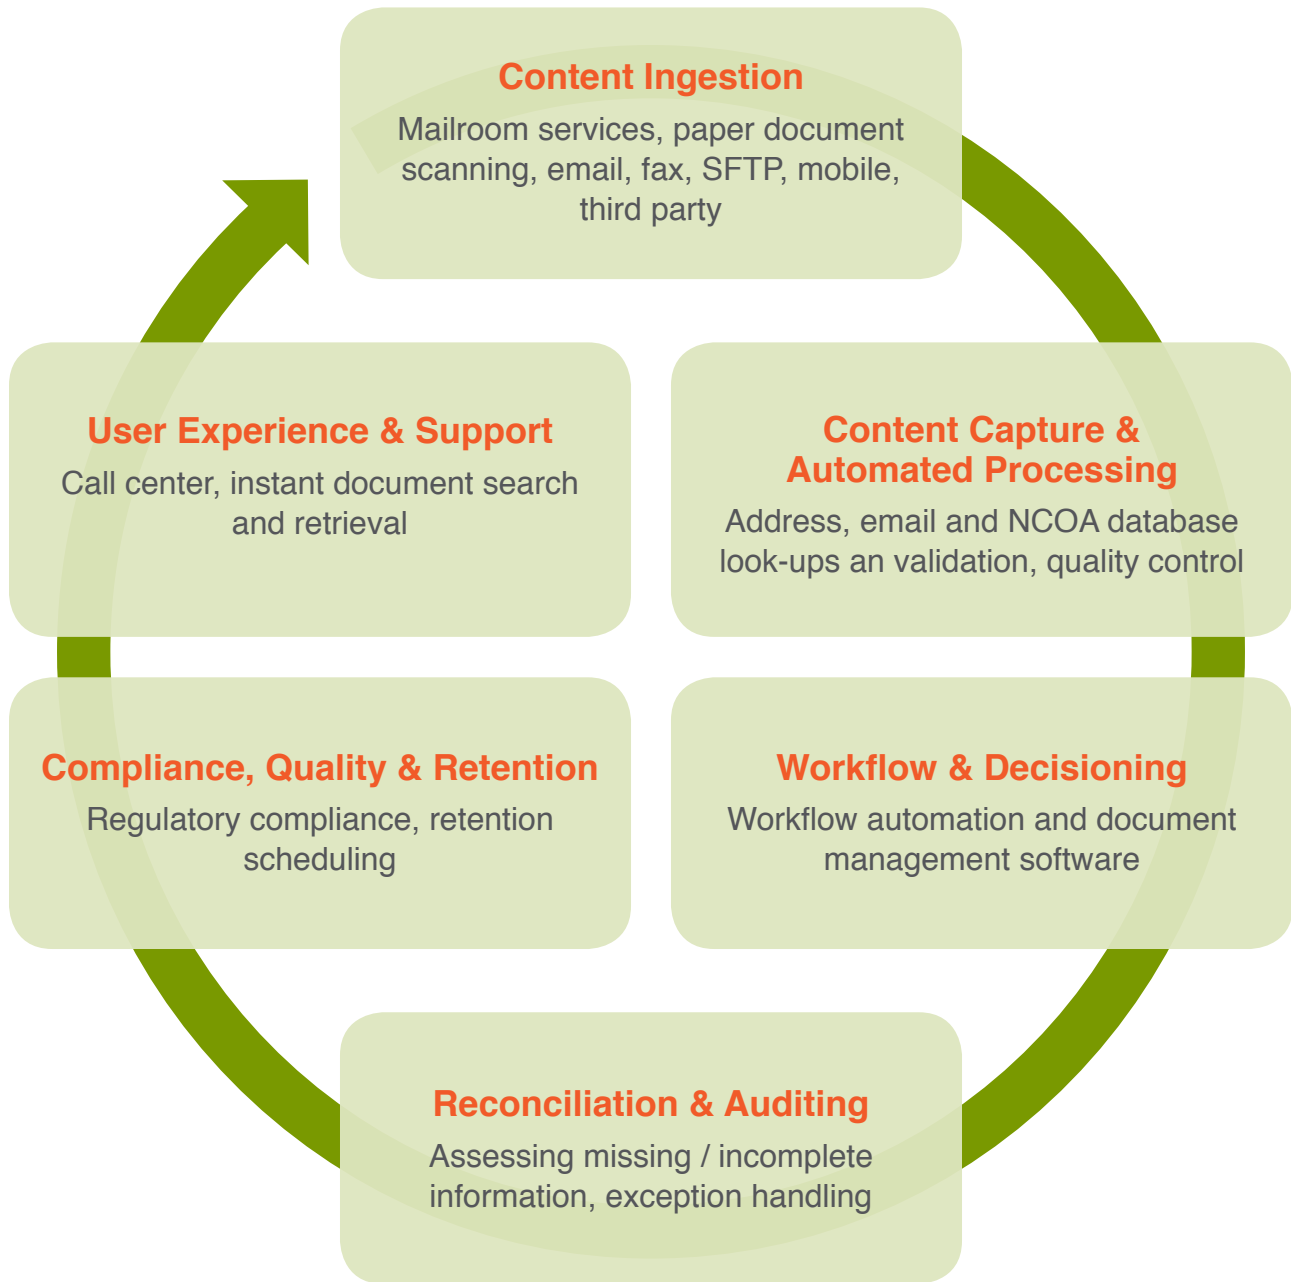 Content Ingestion
Mailroom services, paper document
scanning, email, fax, SFTP, mobile,
third party
User Experience & Support
Call center, instant document search
and retrieval
Content Capture &
Automated Processing
Address, email and NCOA database
look-ups an validation, quality control
Compliance, Quality & Retention
Regulatory compliance, retention
scheduling
Workflow & Decisioning
Workflow automation and document
management software
Reconciliation & Auditing
Assessing missing / incomplete
information, exception handling